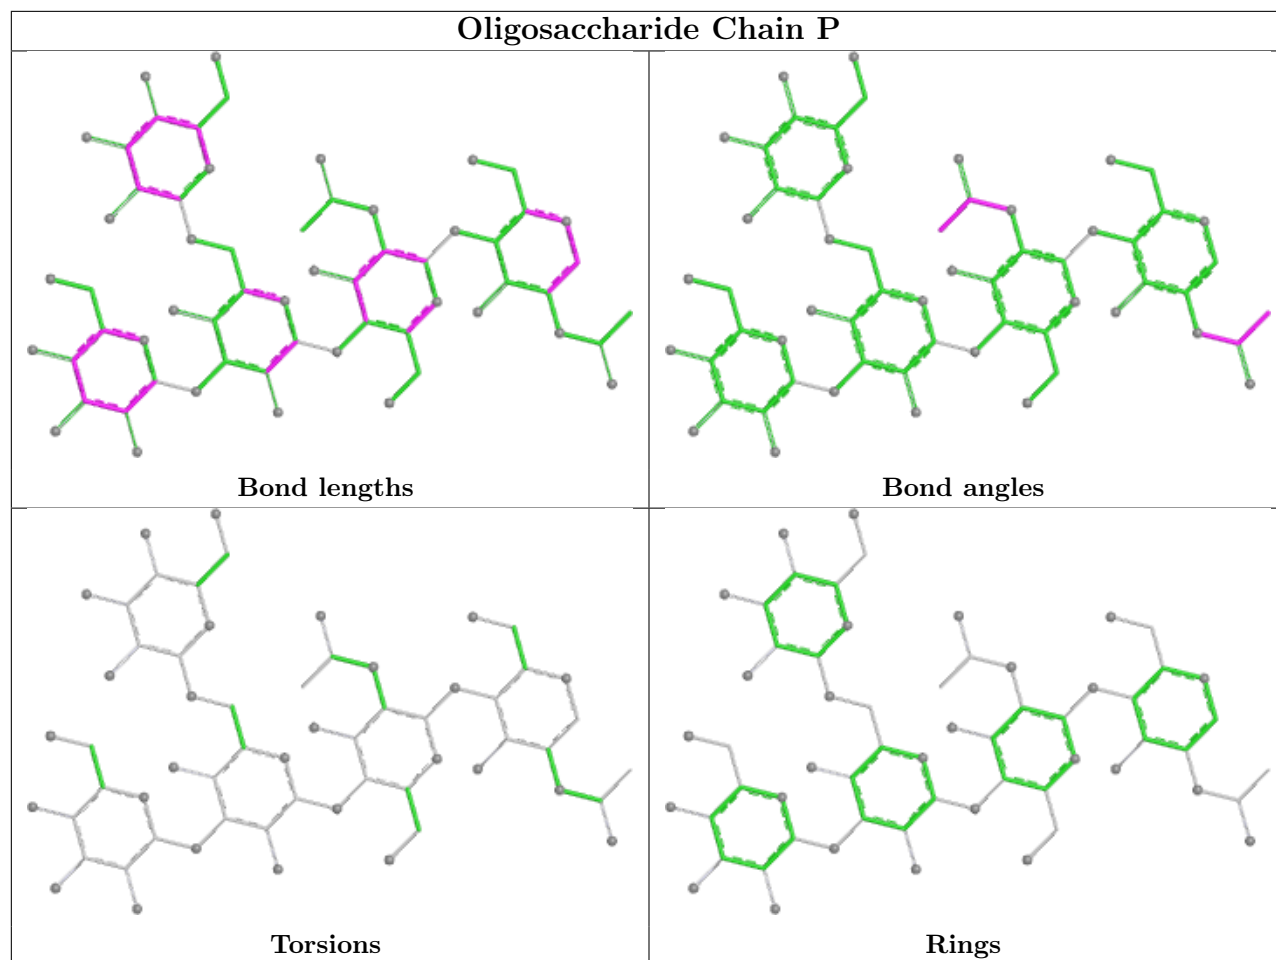 Oligosaccharide Chain P
Bond lengths
Bond angles
Torsions
Rings